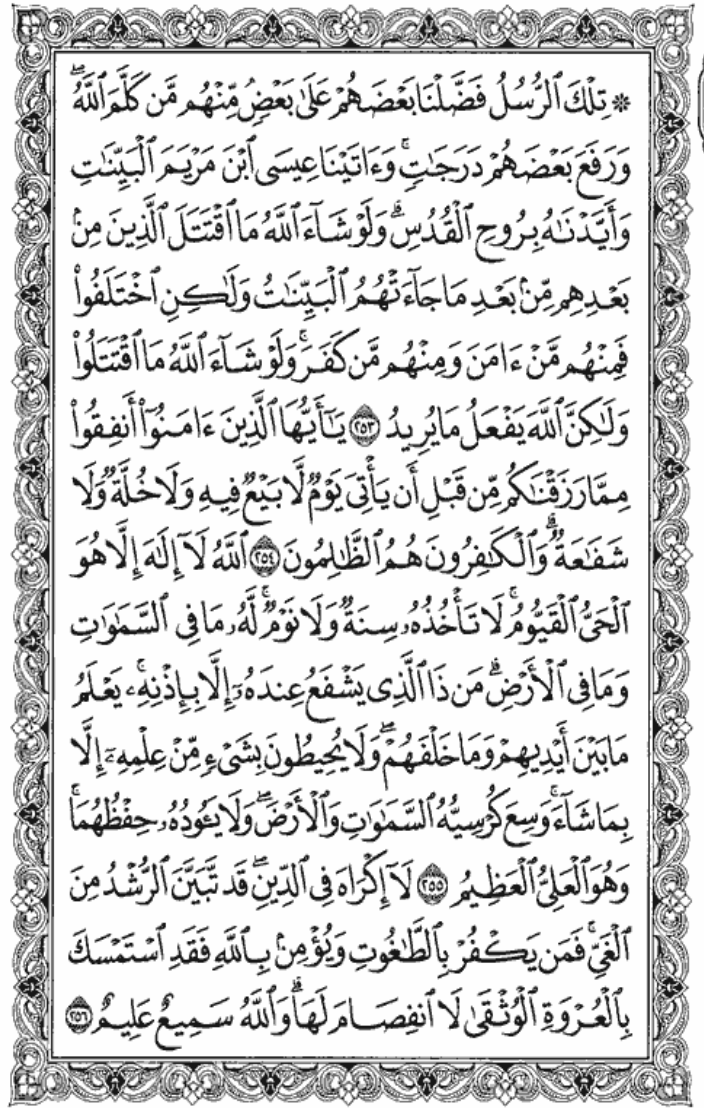 ۞ تِلْكَ ٱلرُّسُلُ فَضَّلْنَا بَعْضَهُمْ عَلَىٰ بَعْضٍۘ مِّنْهُم مَّن كَلَّمَ ٱللَّهُۖ
وَرَفَعَ بَعْضَهُمْ دَرَجَٰتٍۚ وَءَاتَيْنَا عِيسَى ٱبْنَ مَرْيَمَ ٱلْبَيِّنَٰتِ
وَأَيَّدْنَٰهُ بِرُوحِ ٱلْقُدُسِۗ وَلَوْ شَآءَ ٱللَّهُ مَا ٱقْتَتَلَ ٱلَّذِينَ مِنۢ
بَعْدِهِم مِّنۢ بَعْدِ مَا جَآءَتْهُمُ ٱلْبَيِّنَٰتُ وَلَٰكِنِ ٱخْتَلَفُوا۟
فَمِنْهُم مَّنْ ءَامَنَ وَمِنْهُم مَّن كَفَرَۚ وَلَوْ شَآءَ ٱللَّهُ مَا ٱقْتَتَلُوا۟
وَلَٰكِنَّ ٱللَّهَ يَفْعَلُ مَا يُرِيدُ ٢٥٣ يَٰٓأَيُّهَا ٱلَّذِينَ ءَامَنُوٓا۟ أَنفِقُوا۟
مِمَّا رَزَقْنَٰكُم مِّن قَبْلِ أَن يَأْتِىَ يَوْمٌ لَّا بَيْعٌ فِيهِ وَلَا خُلَّةٌ وَلَا
شَفَٰعَةٌۗ وَٱلْكَٰفِرُونَ هُمُ ٱلظَّٰلِمُونَ ٢٥٤ ٱللَّهُ لَآ إِلَٰهَ إِلَّا هُوَ
ٱلْحَىُّ ٱلْقَيُّومُۚ لَا تَأْخُذُهُۥ سِنَةٌ وَلَا نَوْمٌۚ لَّهُۥ مَا فِى ٱلسَّمَٰوَٰتِ
وَمَا فِى ٱلْأَرْضِۗ مَن ذَا ٱلَّذِى يَشْفَعُ عِندَهُۥٓ إِلَّا بِإِذْنِهِۦۚ يَعْلَمُ
مَا بَيْنَ أَيْدِيهِمْ وَمَا خَلْفَهُمْۖ وَلَا يُحِيطُونَ بِشَىْءٍ مِّنْ عِلْمِهِۦٓ إِلَّا
بِمَا شَآءَۚ وَسِعَ كُرْسِيُّهُ ٱلسَّمَٰوَٰتِ وَٱلْأَرْضَۖ وَلَا يَـُٔودُهُۥ حِفْظُهُمَاۚ
وَهُوَ ٱلْعَلِىُّ ٱلْعَظِيمُ ٢٥٥ لَآ إِكْرَاهَ فِى ٱلدِّينِۖ قَد تَّبَيَّنَ ٱلرُّشْدُ مِنَ
ٱلْغَىِّۚ فَمَن يَكْفُرْ بِٱلطَّٰغُوتِ وَيُؤْمِنۢ بِٱللَّهِ فَقَدِ ٱسْتَمْسَكَ
بِٱلْعُرْوَةِ ٱلْوُثْقَىٰ لَا ٱنفِصَامَ لَهَاۗ وَٱللَّهُ سَمِيعٌ عَلِيمٌ ٢٥٦